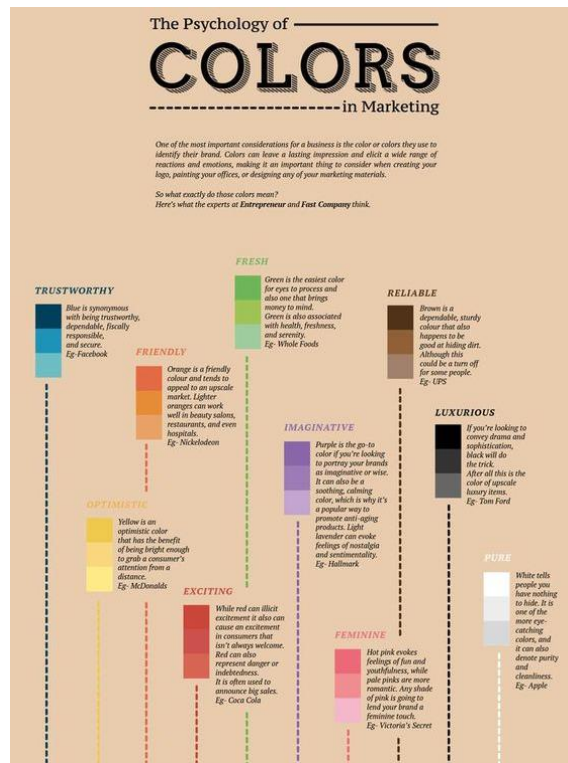 The Psychology of
COLORS
in Marketing
One of the most important considerations for a business is the color or colors they use to
identify their brand. Colors can leave a lasting impression and elicit a wide range of
reactions and emotions, making it an important thing to consider when creating your
logo, painting your offices, or designing any of your marketing materials.
So what exactly do those colors mean?
Here's what the experts at Entrepreneur and Fast Company think.
FRESH
Green is the easiest color
for eyes to process and
also one that brings
money to mind.
Green is also associated
with health, freshness,
and serenity.
Eg- Whole Foods
TRUSTWORTHY
Blue is synonymous
with being trustworthy,
dependable, fiscally
responsible,
and secure.
Eg-Facebook
RELIABLE
Brown is a
dependable, sturdy
colour that also
happens to be
good at hiding dirt.
Although this
could be a turn off
for some people.
Eg- UPS
FRIENDLY
Orange is a friendly
colour and tends to
appeal to an upscale
market. Lighter
oranges can work
well in beauty salons,
restaurants, and even
hospitals.
Eg- Nickelodeon
LUXURIOUS
If you're looking to
convey drama and
sophistication,
black will do
the trick.
After all this is the
color of upscale
luxury items.
Eg- Tom Ford
IMAGINATIVE
Purple is the go-to
color if you're looking
to portray your brands
as imaginative or wise.
It can also be a
soothing, calming
color, which is why it's
a popular way to
promote anti-aging
products. Light
lavender can evoke
feelings of nostalgia
and sentimentality.
Eg- Hallmark
OPTIMISTIC
Yellow is an
optimistic color
that has the benefit
of being bright enough
to grab a consumer's
attention from a
distance.
Eg- McDonalds
PURE
White tells
people you
have nothing
to hide. It is
one of the
more eye-
catching
colors, and
it can also
denote purity
and
cleanliness.
Eg- Apple
EXCITING
While red can illicit
excitement it also can
cause an excitement
in consumers that
isn't always welcome.
Red can also
represent danger or
indebtedness.
It is often used to
announce big sales.
Eg- Coca Cola
FEMININE
Hot pink evokes
feelings of fun and
youthfulness, while
pale pinks are more
romantic. Any shade
of pink is going to
lend your brand a
feminine touch.
Eg- Victoria's Secret